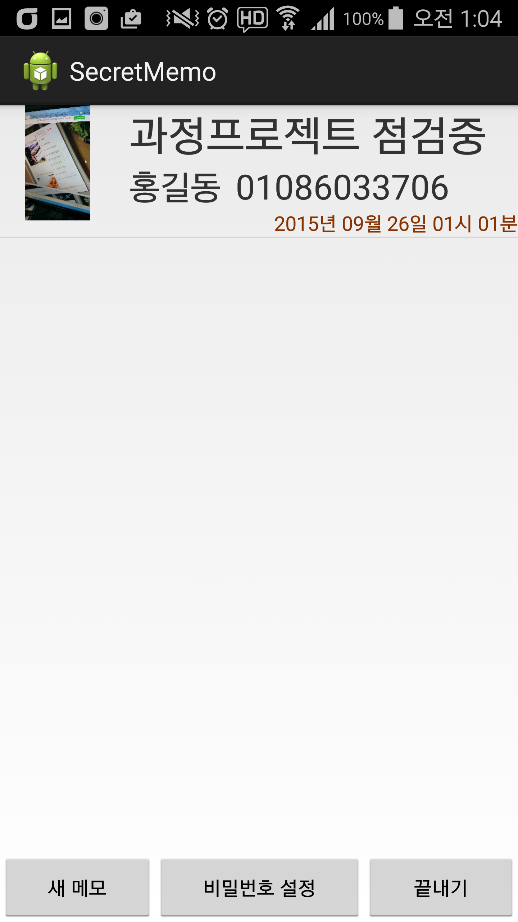 HD 100% 오전 1:04
SecretMemo
과정프로젝트 점검중
홍길동 01086033706
2015년 09월 26일 01시 01분
새 메모 비밀번호 설정 끝내기